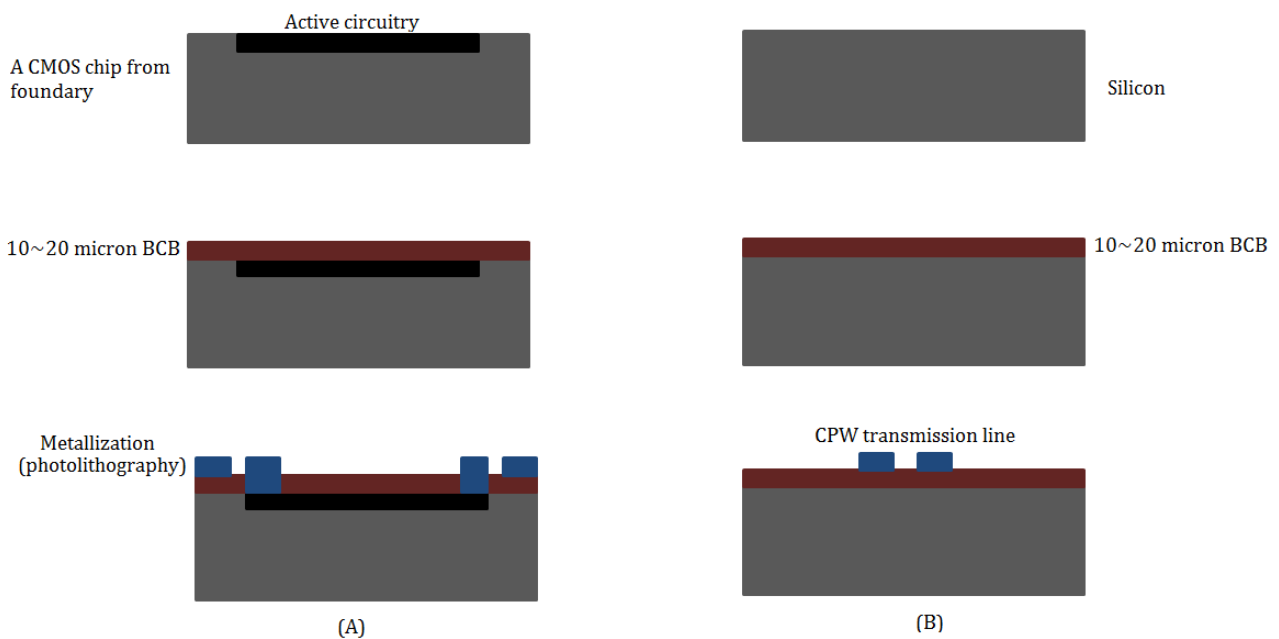 Active circuitry
A CMOS chip from
foundary
Silicon
10~20 micron BCB
10~20 micron BCB
Metallization
(photolithography)
CPW transmission line
(A)
(B)